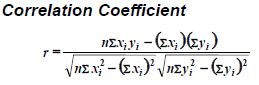 Correlation Coefficient
r = (nΣxᵢyᵢ − (Σxᵢ)(Σyᵢ)) / (√(nΣxᵢ² − (Σxᵢ)²) √(nΣyᵢ² − (Σyᵢ)²))